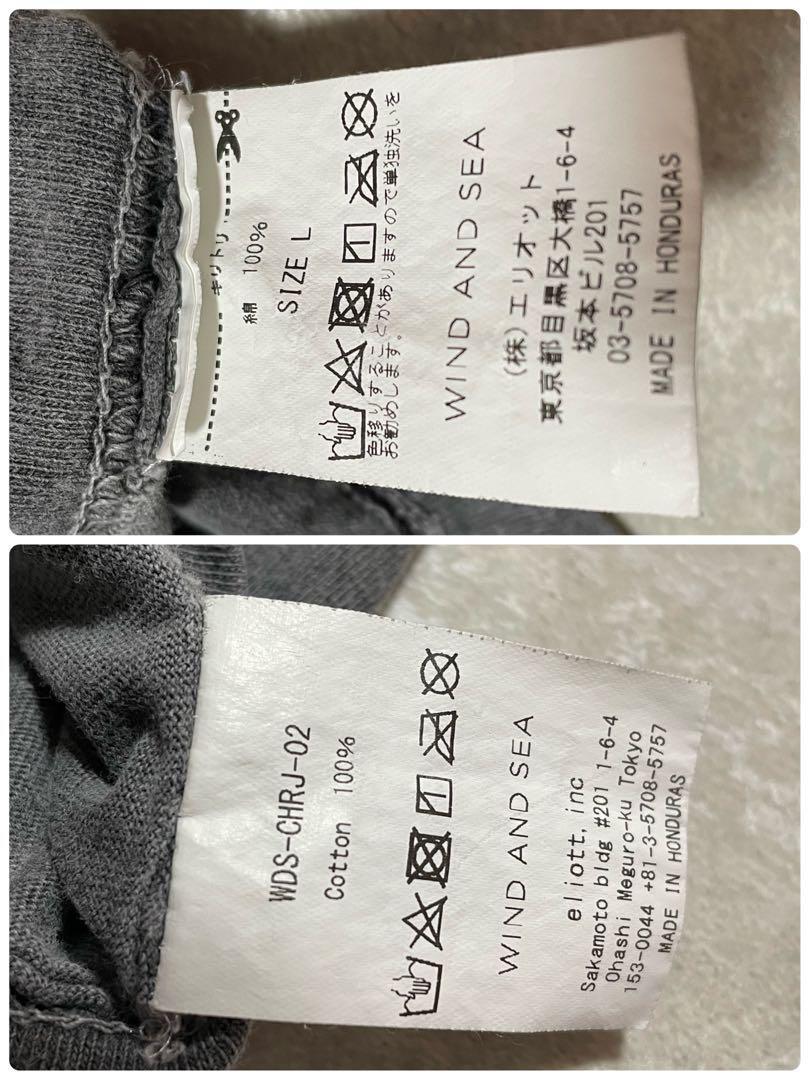 キリトリ
綿 100%
SIZE L
色移りすることがありますので単独洗いを
お勧めします。
WIND AND SEA
(株)エリオット
東京都目黒区大橋1-6-4
坂本ビル201
03-5708-5757
MADE IN HONDURAS
WDS-CHRJ-02
Cotton 100%
WIND AND SEA
eliott, inc
Sakamoto bldg #201 1-6-4
Ohashi Meguro-ku Tokyo
153-0044 +81-3-5708-5757
MADE IN HONDURAS